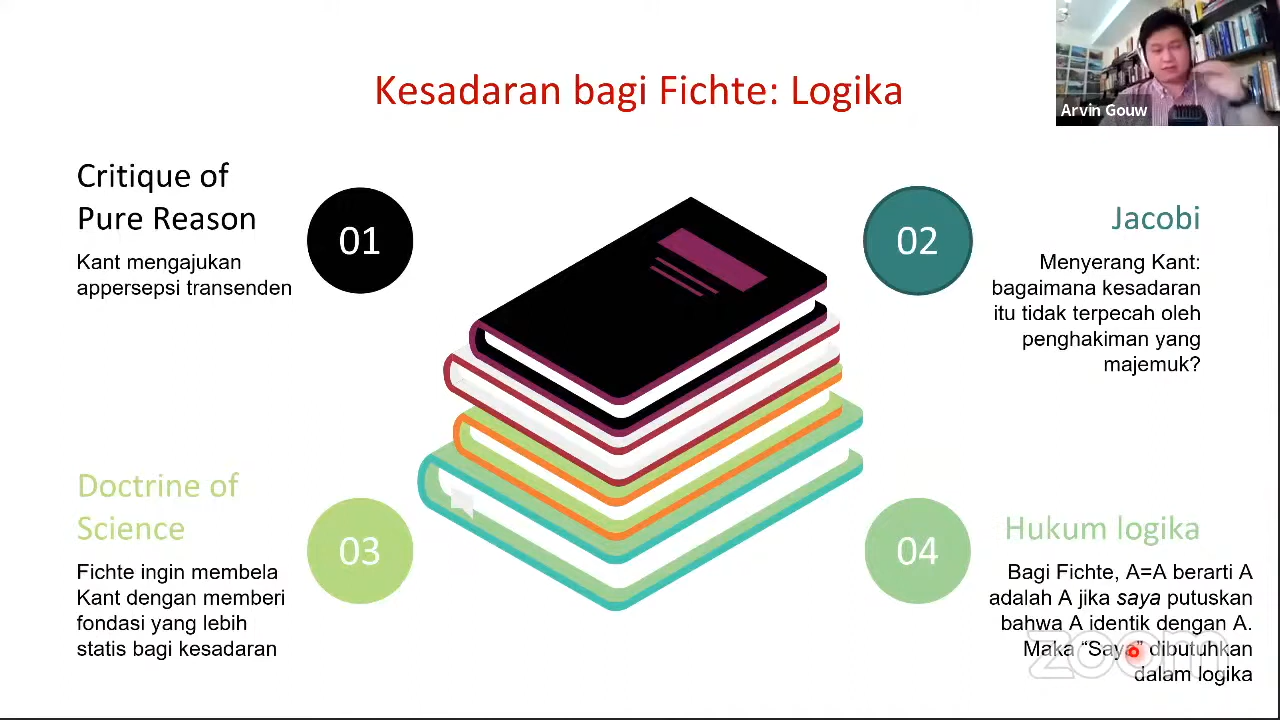 Kesadaran bagi Fichte: Logika
Arvin Gouw
Critique of
Pure Reason
Kant mengajukan
appersepsi transenden
01
02
Jacobi
Menyerang Kant:
bagaimana kesadaran
itu tidak terpecah oleh
penghakiman yang
majemuk?
Doctrine of
Science
Fichte ingin membela
Kant dengan memberi
fondasi yang lebih
statis bagi kesadaran
03
04
Hukum logika
Bagi Fichte, A=A berarti A
adalah A jika saya putuskan
bahwa A identik dengan A.
Maka “Saya” dibutuhkan
dalam logika
zoom